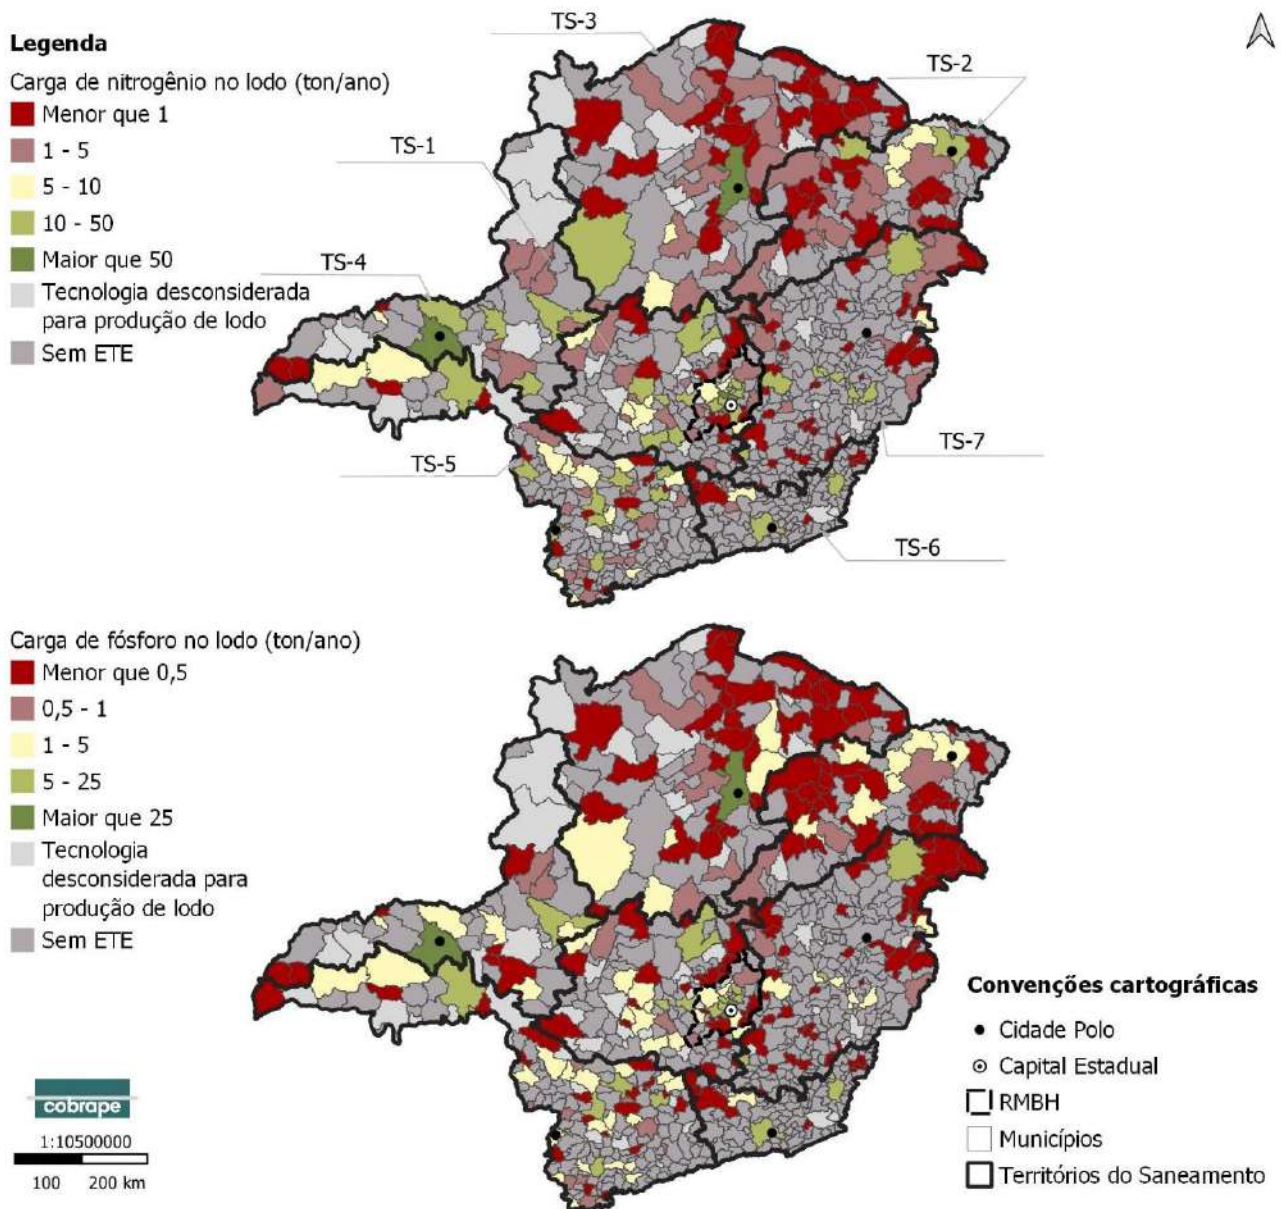 TS-3
Legenda
TS-2
Carga de nitrogênio no lodo (ton/ano)
Menor que 1
1 - 5
TS-1
5 - 10
10 - 50
Maior que 50
TS-4
Tecnologia desconsiderada
para produção de lodo
Sem ETE
TS-7
TS-5
TS-6
Carga de fósforo no lodo (ton/ano)
Menor que 0,5
0,5 - 1
1 - 5
5 - 25
Maior que 25
Tecnologia
desconsiderada para
produção de lodo
Sem ETE
Convenções cartográficas
Cidade Polo
Capital Estadual
RMBH
Municípios
Territórios do Saneamento
cobrape
1:10500000
100 200 km